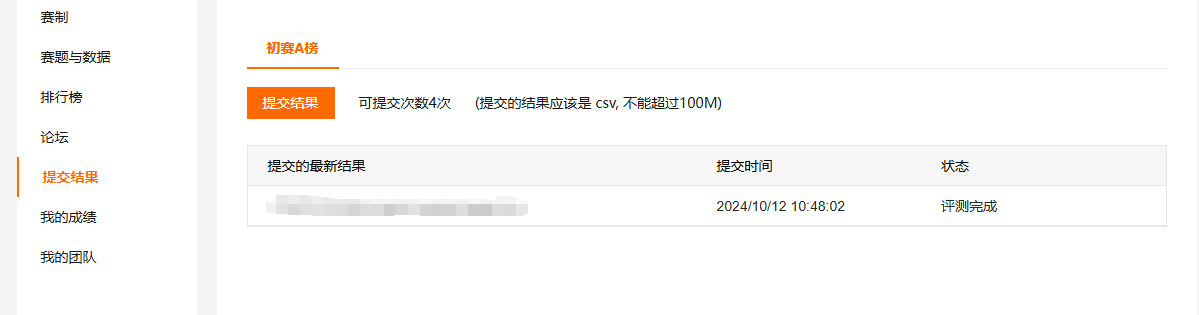 赛制
赛题与数据
排行榜
论坛
提交结果
我的成绩
我的团队
初赛A榜
提交结果 可提交次数4次 (提交的结果应该是 csv, 不能超过100M)
提交的最新结果 提交时间 状态
2024/10/12 10:48:02 评测完成